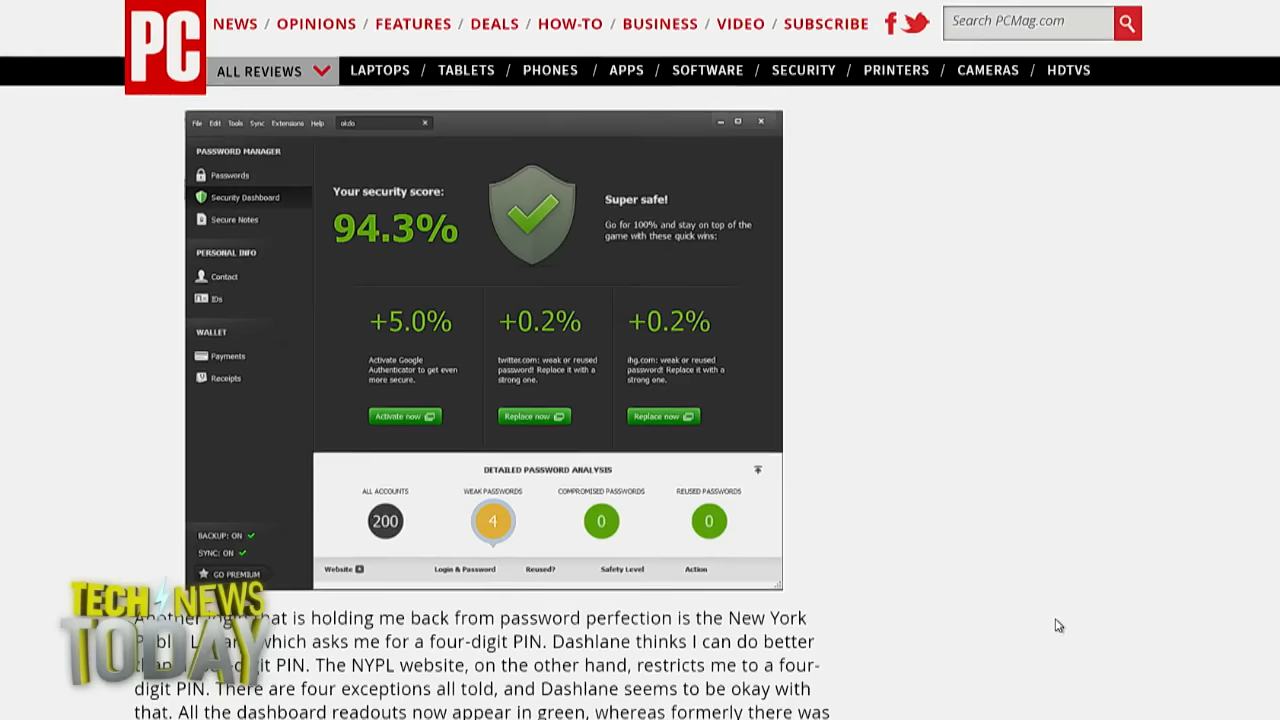 PC
NEWS / OPINIONS / FEATURES / DEALS / HOW-TO / BUSINESS / VIDEO / SUBSCRIBE
Search PCMag.com
ALL REVIEWS
LAPTOPS / TABLETS / PHONES / APPS / SOFTWARE / SECURITY / PRINTERS / CAMERAS / HDTVS
File Edit Tools Sync Extensions Help
okdo
PASSWORD MANAGER
Passwords
Security Dashboard
Secure Notes
PERSONAL INFO
Contact
IDs
WALLET
Payments
Receipts
BACKUP: ON
SYNC: ON
GO PREMIUM
Your security score:
94.3%
Super safe!
Go for 100% and stay on top of the
game with these quick wins:
+5.0%
Activate Google
Authenticator to get even
more secure.
Activate now
+0.2%
twitter.com: weak or reused
password! Replace it with a
strong one.
Replace now
+0.2%
ihg.com: weak or reused
password! Replace it with a
strong one.
Replace now
DETAILED PASSWORD ANALYSIS
ALL ACCOUNTS WEAK PASSWORDS COMPROMISED PASSWORDS REUSED PASSWORDS
200 4 0 0
Website Login & Password Reused? Safety Level Action
that is holding me back from password perfection is the New York
which asks me for a four-digit PIN. Dashlane thinks I can do better
PIN. The NYPL website, on the other hand, restricts me to a four-
digit PIN. There are four exceptions all told, and Dashlane seems to be okay with
that. All the dashboard readouts now appear in green, whereas formerly there was
TECH NEWS
TODAY